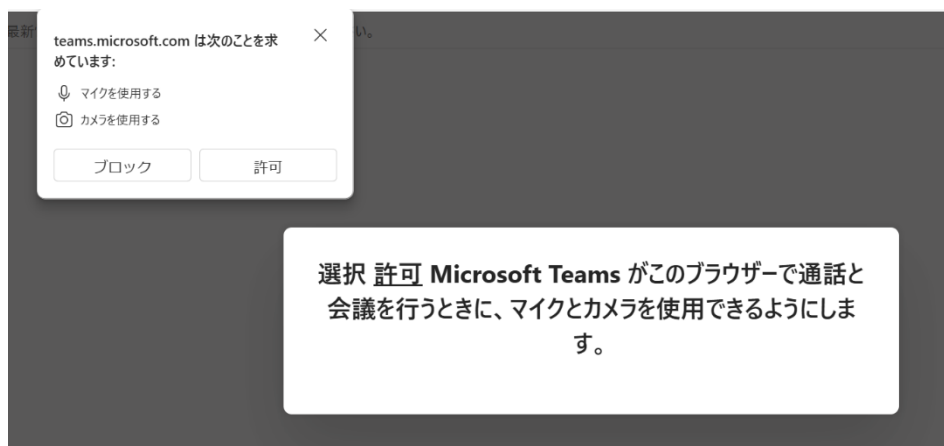 最新
い。
teams.microsoft.com は次のことを求
めています:
マイクを使用する
カメラを使用する
ブロック
許可
選択 許可 Microsoft Teams がこのブラウザーで通話と
会議を行うときに、マイクとカメラを使用できるようにしま
す。